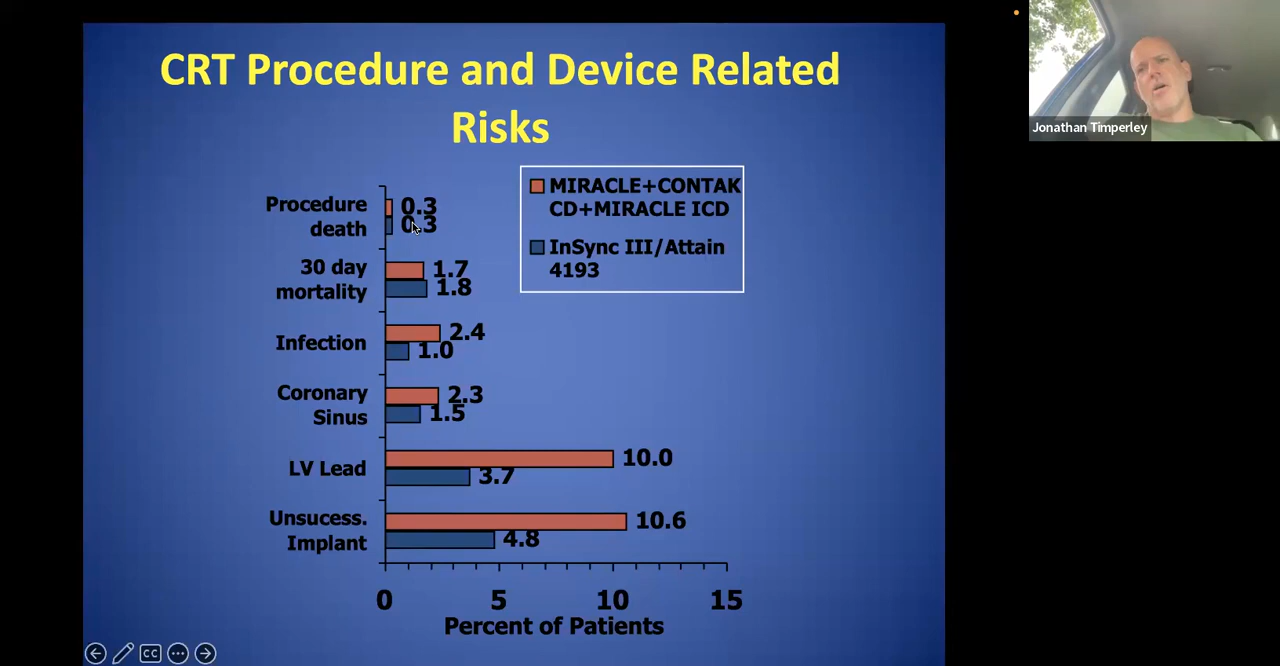 CRT Procedure and Device Related
Risks
Jonathan Timperley
MIRACLE+CONTAK
CD+MIRACLE ICD
InSync III/Attain
4193
Procedure
death
0.3
0.3
30 day
mortality
1.7
1.8
Infection
2.4
1.0
Coronary
Sinus
2.3
1.5
LV Lead
10.0
3.7
Unsucess.
Implant
10.6
4.8
0 5 10 15
Percent of Patients
CC